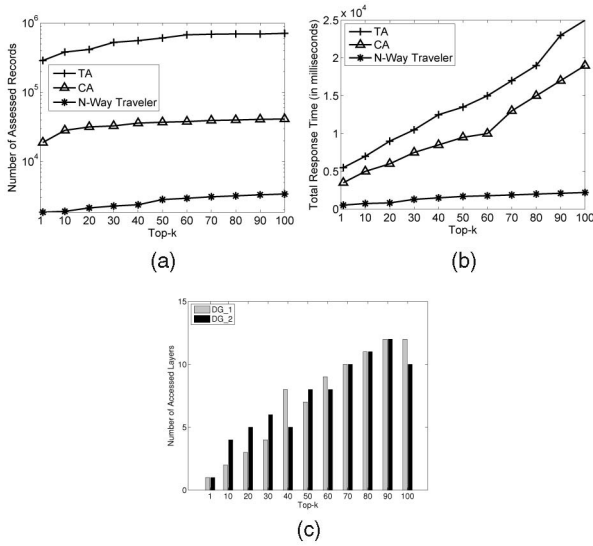 10^6
10^5
10^4
Number of Assessed Records
TA
CA
N-Way Traveler
1 10 20 30 40 50 60 70 80 90 100
Top-k
(a)
2.5 x 10^4
2
1.5
1
0.5
0
Total Response Time (in milliseconds)
TA
CA
N-Way Traveler
1 10 20 30 40 50 60 70 80 90 100
Top-k
(b)
15
10
5
0
Number of Accessed Layers
DG_1
DG_2
1 10 20 30 40 50 60 70 80 90 100
Top-k
(c)